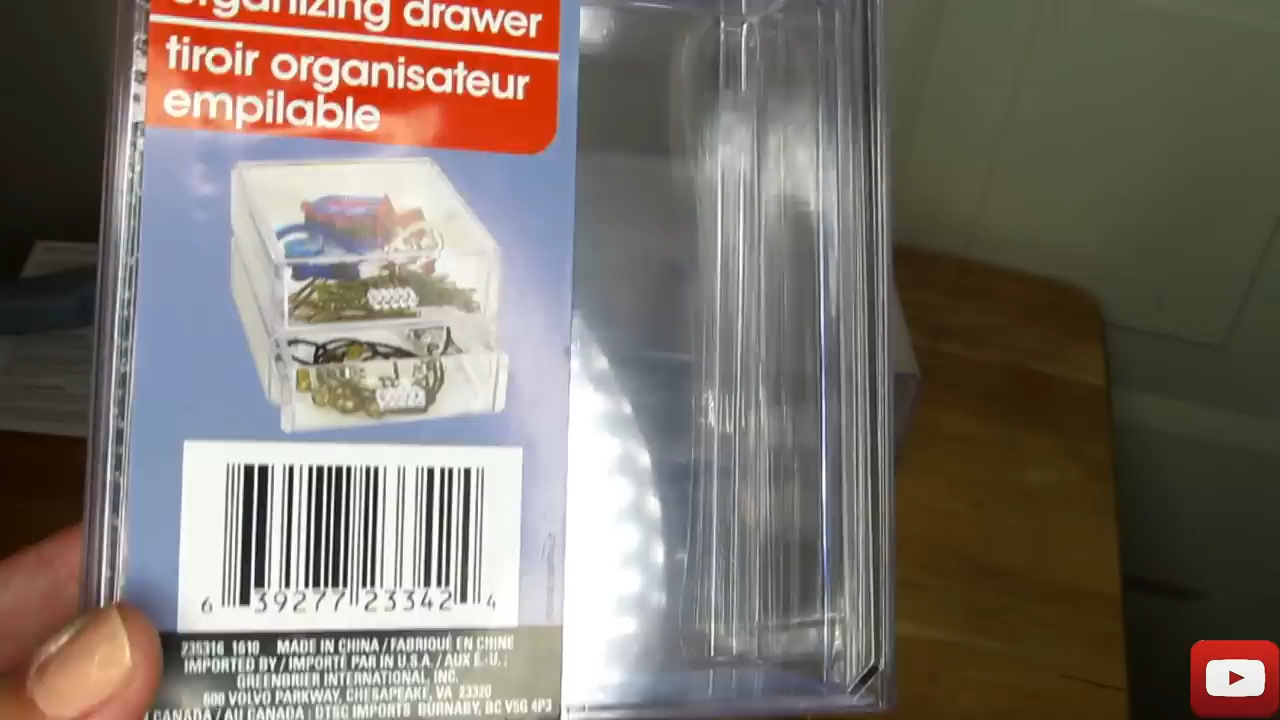 organizing drawer
tiroir organisateur
empilable
6 39277 23342 4
235316 1610 MADE IN CHINA / FABRIQUÉ EN CHINE
IMPORTED BY / IMPORTÉ PAR IN U.S.A. / AUX É.-U. :
GREENBRIER INTERNATIONAL, INC.
500 VOLVO PARKWAY, CHESAPEAKE, VA 23320
CANADA / AU CANADA : DTSC IMPORTS BURNABY, BC V5G 4P3